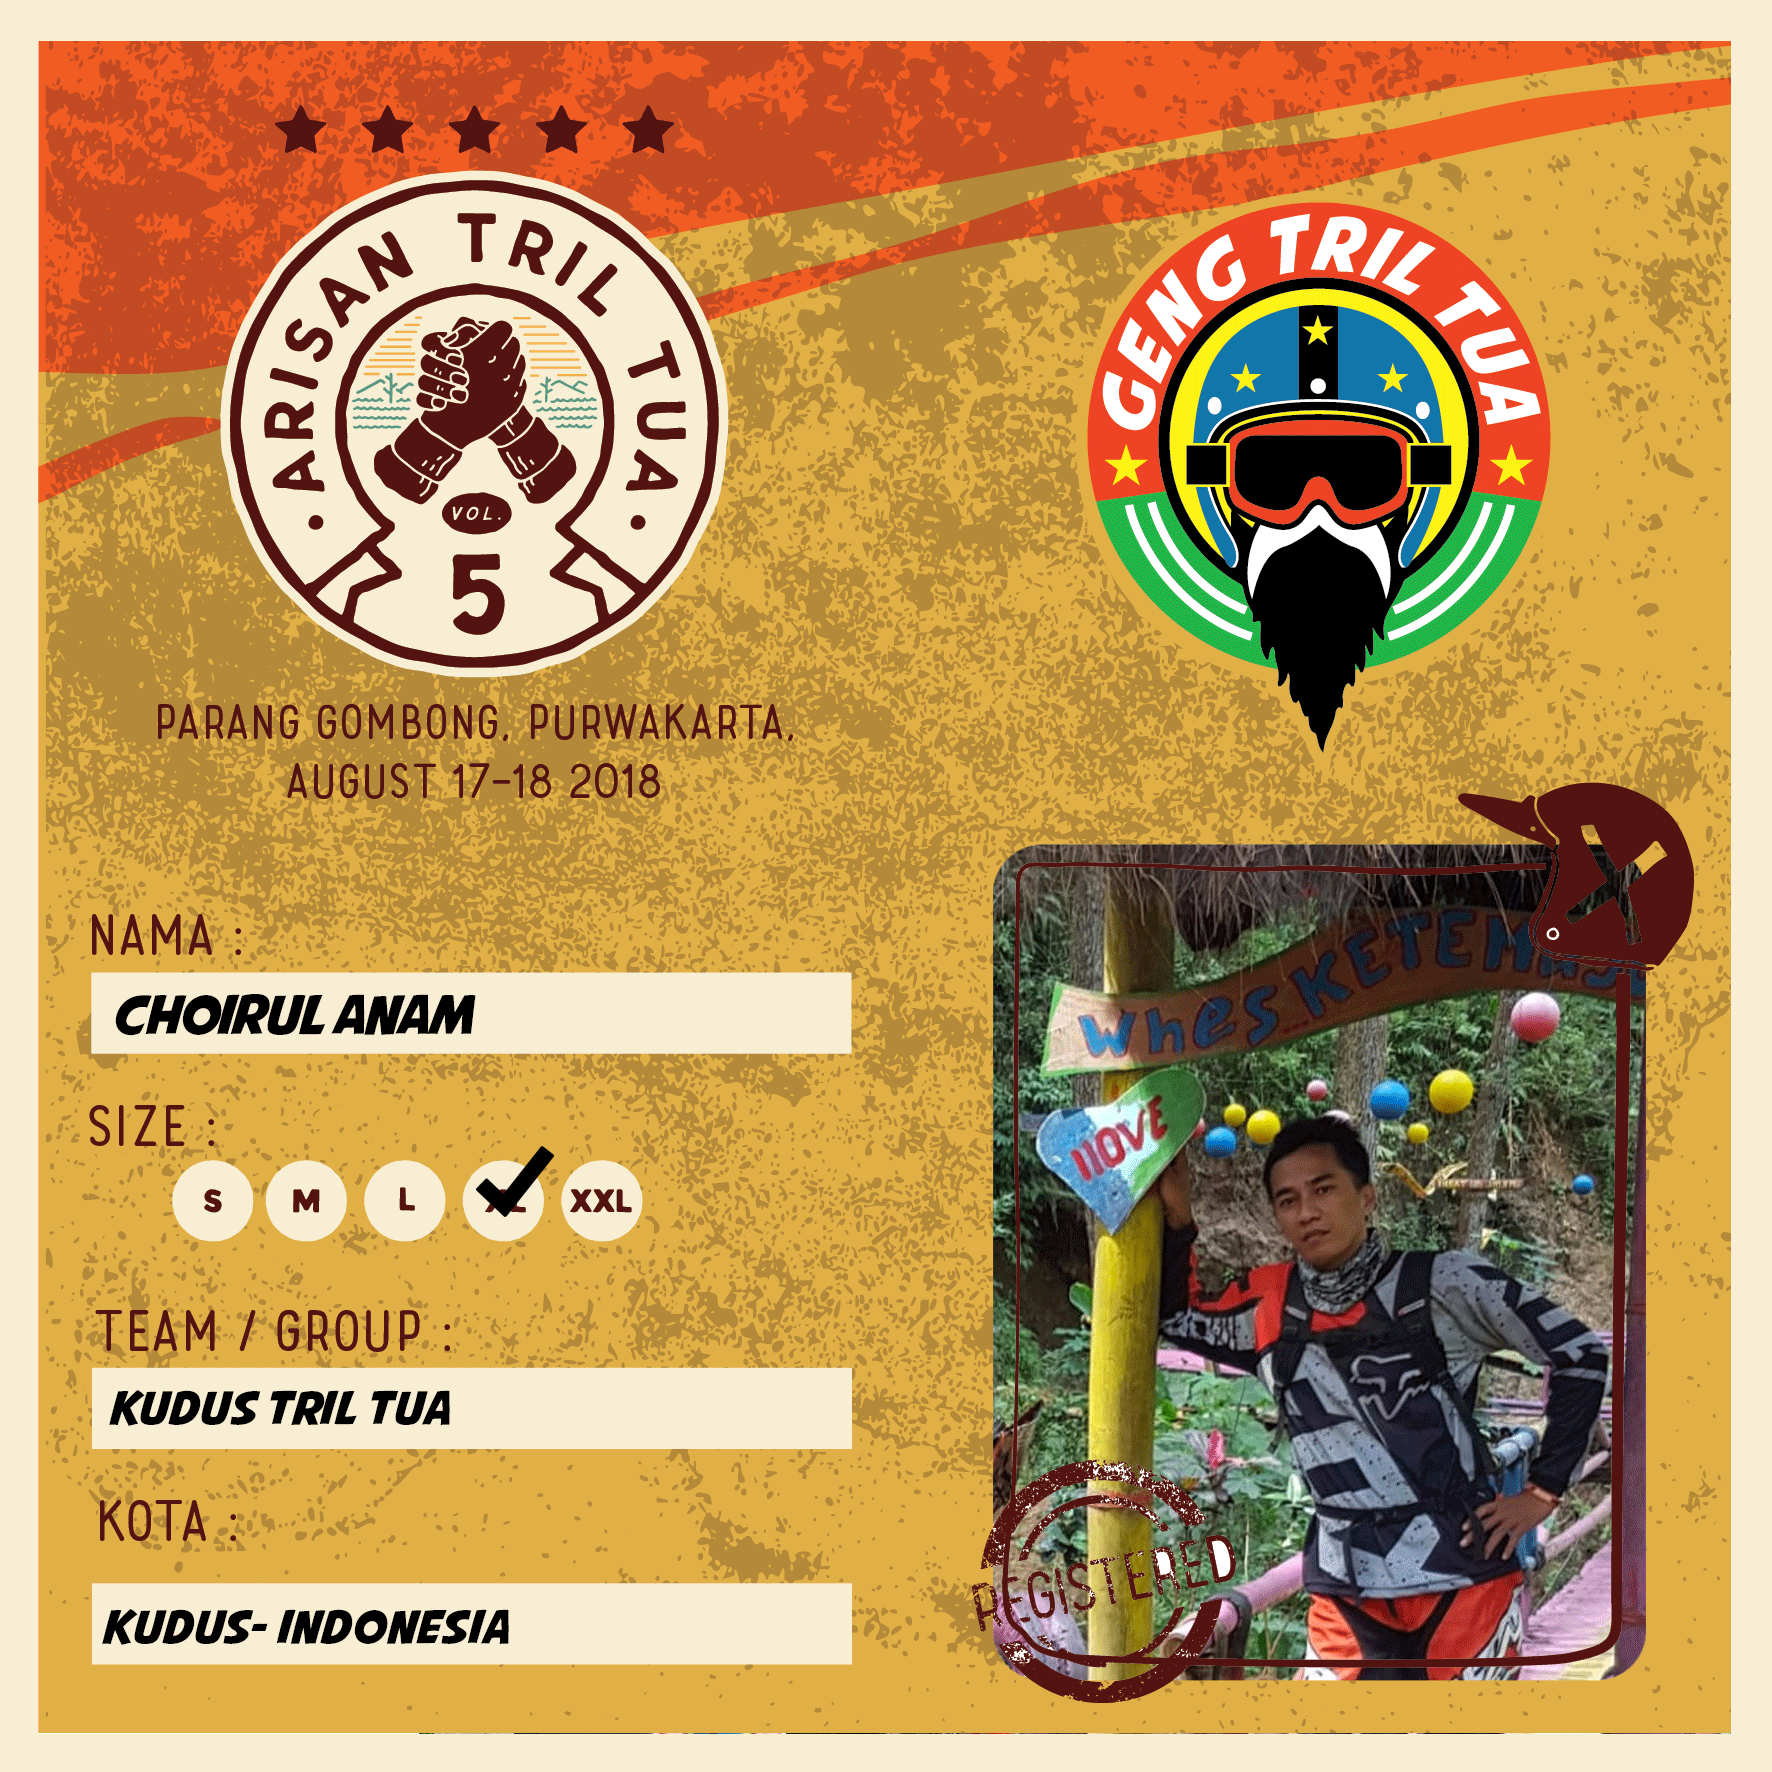 ARISAN TRIL TUA
VOL.
5
PARANG GOMBONG, PURWAKARTA,
AUGUST 17-18 2018
GENG TRIL TUA
NAMA :
CHOIRUL ANAM
SIZE :
S M L XL XXL
TEAM / GROUP :
KUDUS TRIL TUA
KOTA :
KUDUS- INDONESIA
Whes KETEMU
I LOVE
REGISTERED